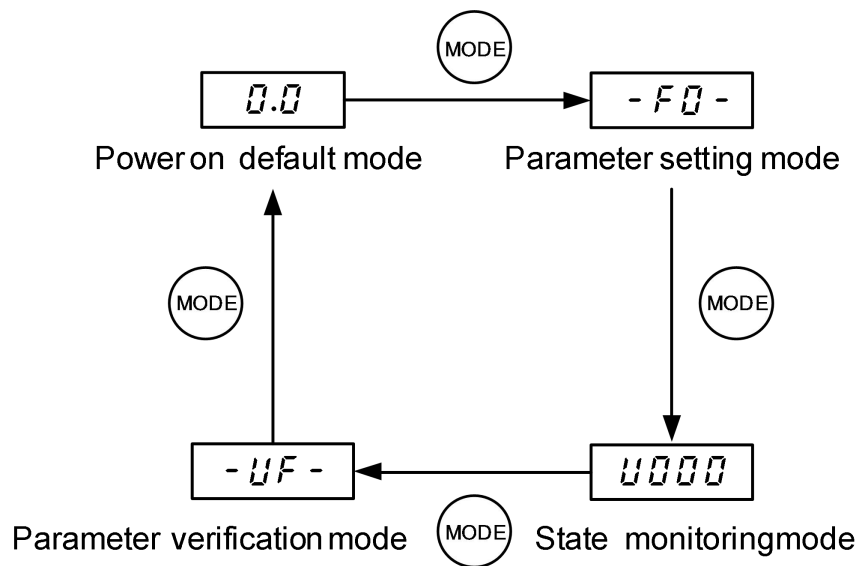 MODE
0.0
- F0 -
Power on default mode
Parameter setting mode
MODE
MODE
- UF -
U000
Parameter verification mode
MODE
State monitoringmode